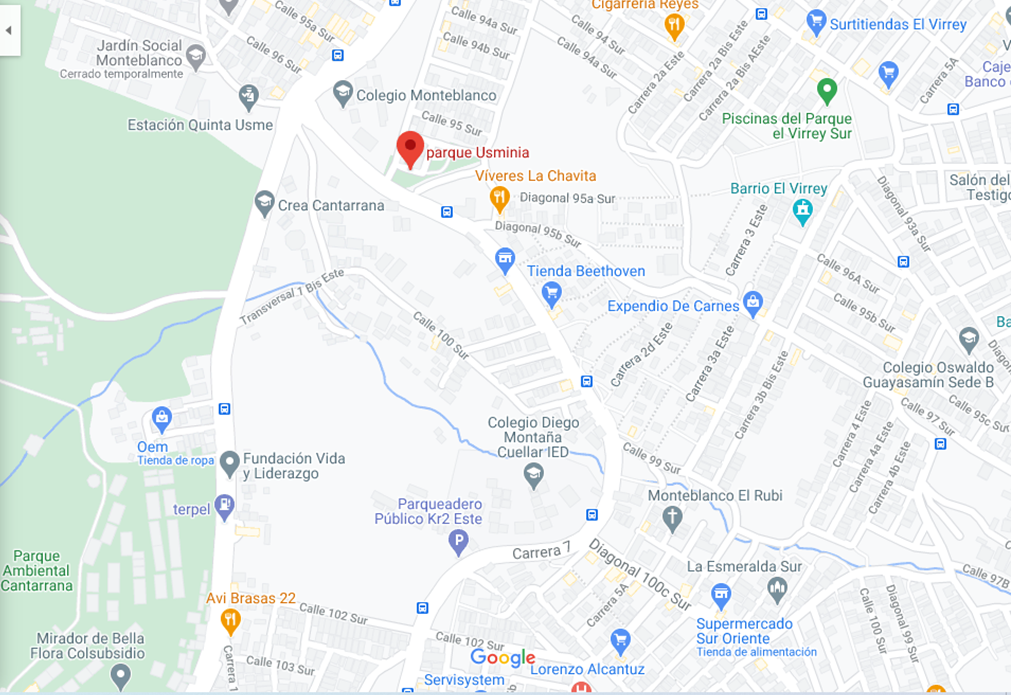 Cigarrería Reyes
Calle 95a Sur
Calle 96 Sur
Calle 95a Sur
Calle 94a Sur
Calle 94b Sur
Calle 94 Sur
Calle 94a Sur
Carrera 2a Este
Carrera 2a Bis Este
Carrera 2a Bis AEste
Surtitiendas El Virrey
Carrera 5A
Caje
Banco
Jardín Social
Monteblanco
Cerrado temporalmente
Colegio Monteblanco
Estación Quinta Usme
Calle 95 Sur
Piscinas del Parque
el Virrey Sur
parque Usminia
Víveres La Chavita
Diagonal 95a Sur
Diagonal 95b Sur
Barrio El Virrey
Salón del
Testigo
Crea Cantarrana
Carrera 3 Este
Diagonal 93a Sur
Calle 96A Sur
Calle 95b Sur
Transversal 1 Bis Este
Tienda Beethoven
Expendio De Carnes
Calle 100 Sur
Carrera 2d Este
Carrera 3a Este
Carrera 3b Bis Este
Ba
Diagonal
Colegio Oswaldo
Guayasamín Sede B
Calle 97 Sur
Calle 95c Sur
Carrera 4 Este
Carrera 4a Este
Carrera 4b Este
Oem
Tienda de ropa
Colegio Diego
Montaña
Cuellar IED
Calle 99 Sur
Fundación Vida
y Liderazgo
terpel
Parqueadero
Público Kr2 Este
Monteblanco El Rubi
Carrera 7
Diagonal 100c Sur
Carrera 5A
La Esmeralda Sur
Calle 97B
Calle 100 Sur
Diagonal 99 Sur
Parque
Ambiental
Cantarrana
Avi Brasas 22
Calle 102 Sur
Calle 102 Sur
Supermercado
Sur Oriente
Tienda de alimentación
Mirador de Bella
Flora Colsubsidio
Carrera 1
Calle 103 Sur
Google
Lorenzo Alcantuz
Servisystem